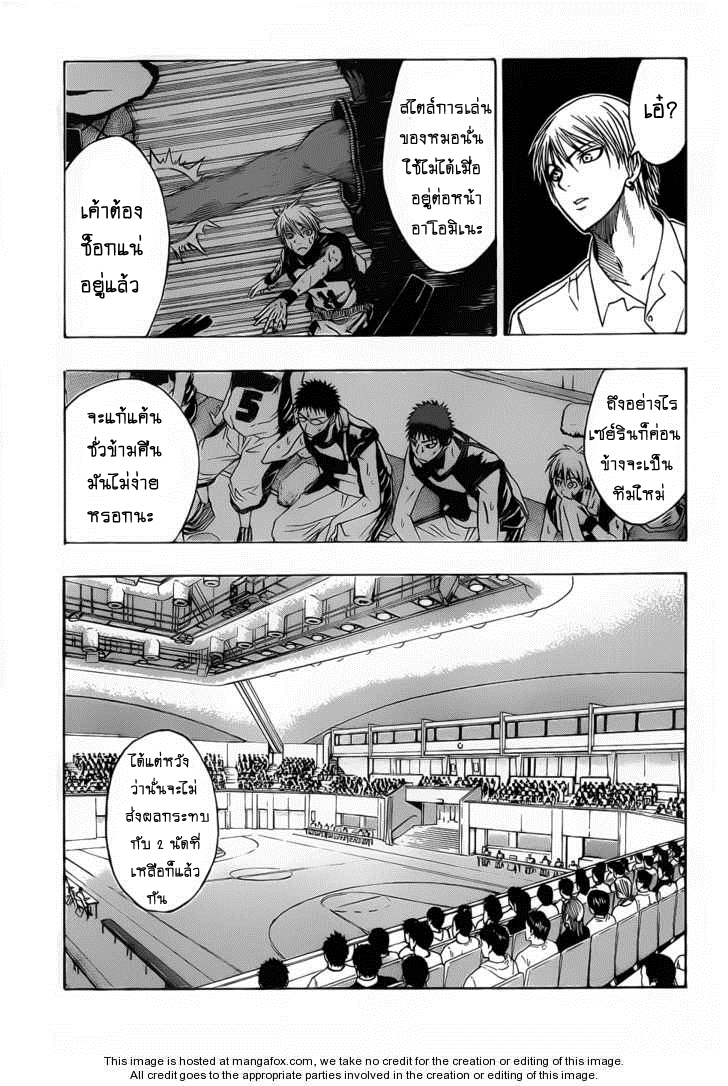 เอ๋?
สไตล์การเล่น
ของหมอนั่น
ใช้ไม่ได้เมื่อ
อยู่ต่อหน้า
อาโอมิเนะ
เค้าต้อง
ช็อกแน่
อยู่แล้ว
ถึงอย่างไร
เซย์รินก็ค่อน
ข้างจะเป็น
ทีมใหม่
จะแก้แค้น
ชั่วข้ามคืน
มันไม่ง่าย
หรอกนะ
5
ได้แต่หวัง
ว่านั่นจะไม่
ส่งผลกระทบ
กับ 2 นัดที่
เหลือก็แล้ว
กัน
This image is hosted at mangafox.com, we take no credit for the creation or editing of this image.
All credit goes to the appropriate parties involved in the creation or editing of this image.